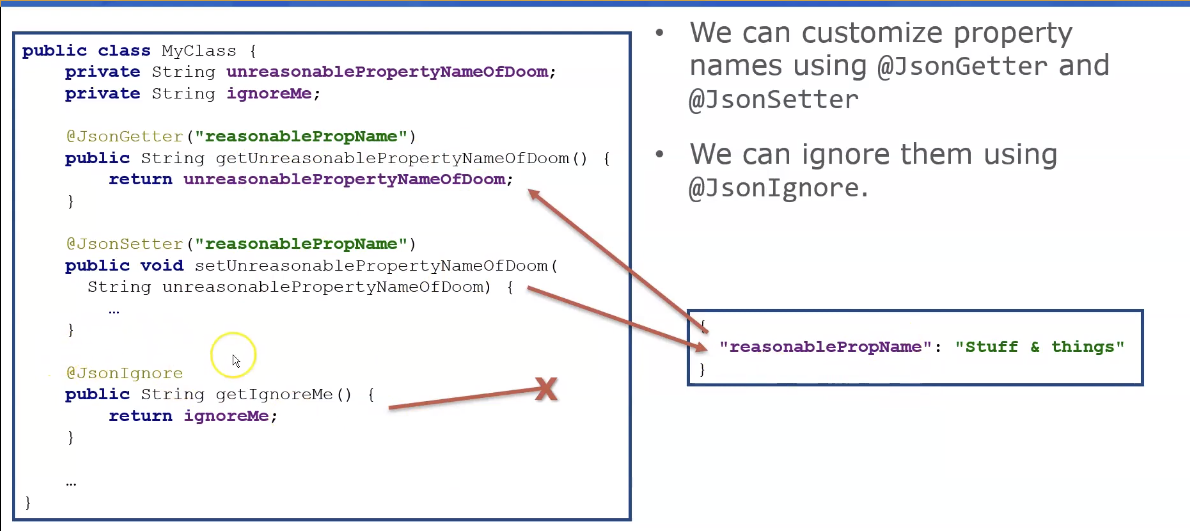 public class MyClass {
private String unreasonablePropertyNameOfDoom;
private String ignoreMe;
@JsonGetter("reasonablePropName")
public String getUnreasonablePropertyNameOfDoom() {
return unreasonablePropertyNameOfDoom;
}
@JsonSetter("reasonablePropName")
public void setUnreasonablePropertyNameOfDoom(
String unreasonablePropertyNameOfDoom) {
…
}
@JsonIgnore
public String getIgnoreMe() {
return ignoreMe;
}
…
}
• We can customize property
names using @JsonGetter and
@JsonSetter
• We can ignore them using
@JsonIgnore.
{
"reasonablePropName": "Stuff & things"
}
X